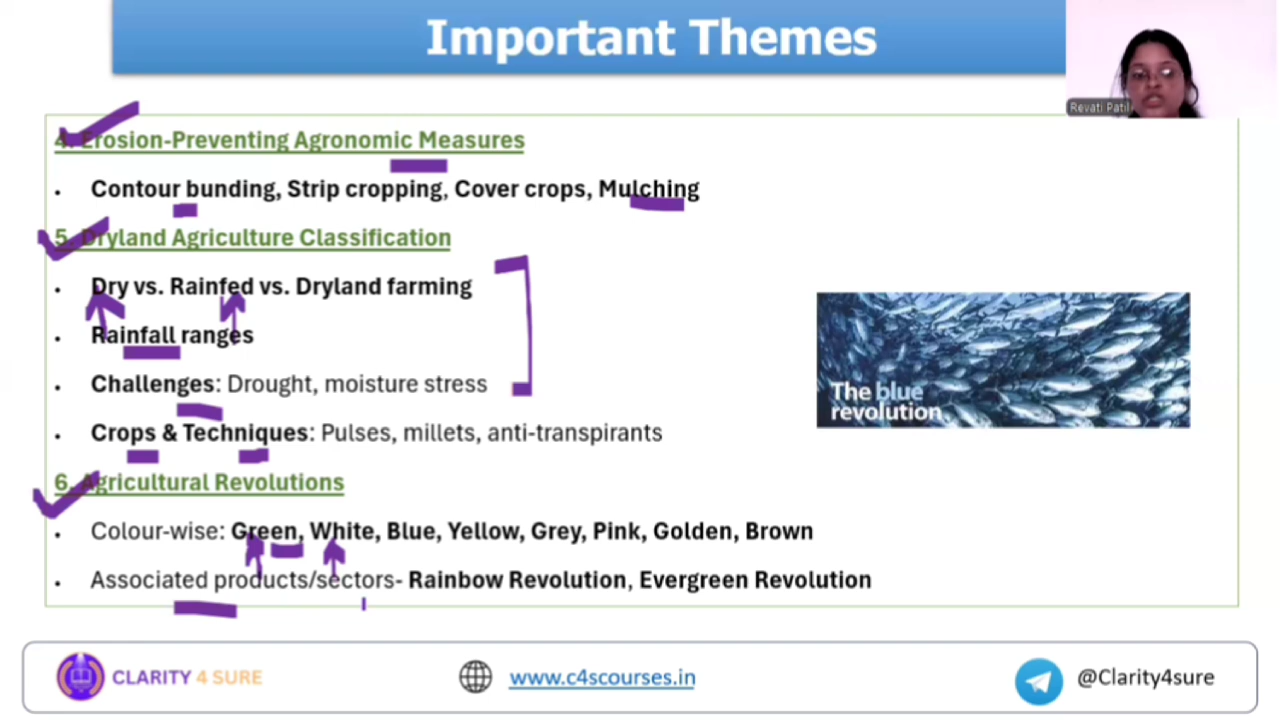 Important Themes
Revati Patil
4. Erosion-Preventing Agronomic Measures
• Contour bunding, Strip cropping, Cover crops, Mulching
5. Dryland Agriculture Classification
• Dry vs. Rainfed vs. Dryland farming
• Rainfall ranges
• Challenges: Drought, moisture stress
• Crops & Techniques: Pulses, millets, anti-transpirants
6. Agricultural Revolutions
• Colour-wise: Green, White, Blue, Yellow, Grey, Pink, Golden, Brown
• Associated products/sectors- Rainbow Revolution, Evergreen Revolution
The blue
revolution
CLARITY 4 SURE
www.c4scourses.in
@Clarity4sure